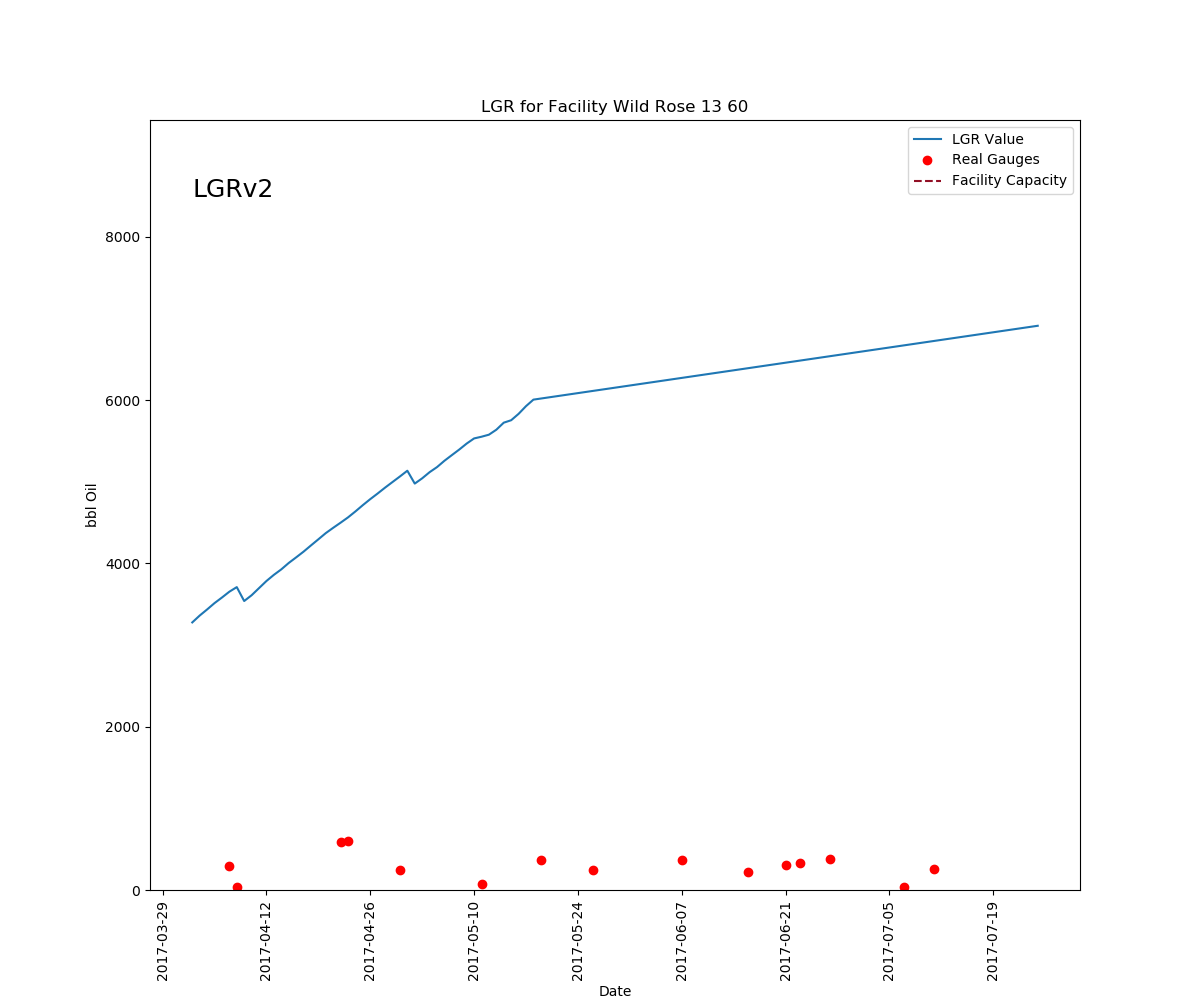 LGR for Facility Wild Rose 13 60
LGRv2
LGR Value
Real Gauges
Facility Capacity
bbl Oil
8000
6000
4000
2000
0
2017-03-29
2017-04-12
2017-04-26
2017-05-10
2017-05-24
2017-06-07
2017-06-21
2017-07-05
2017-07-19
Date